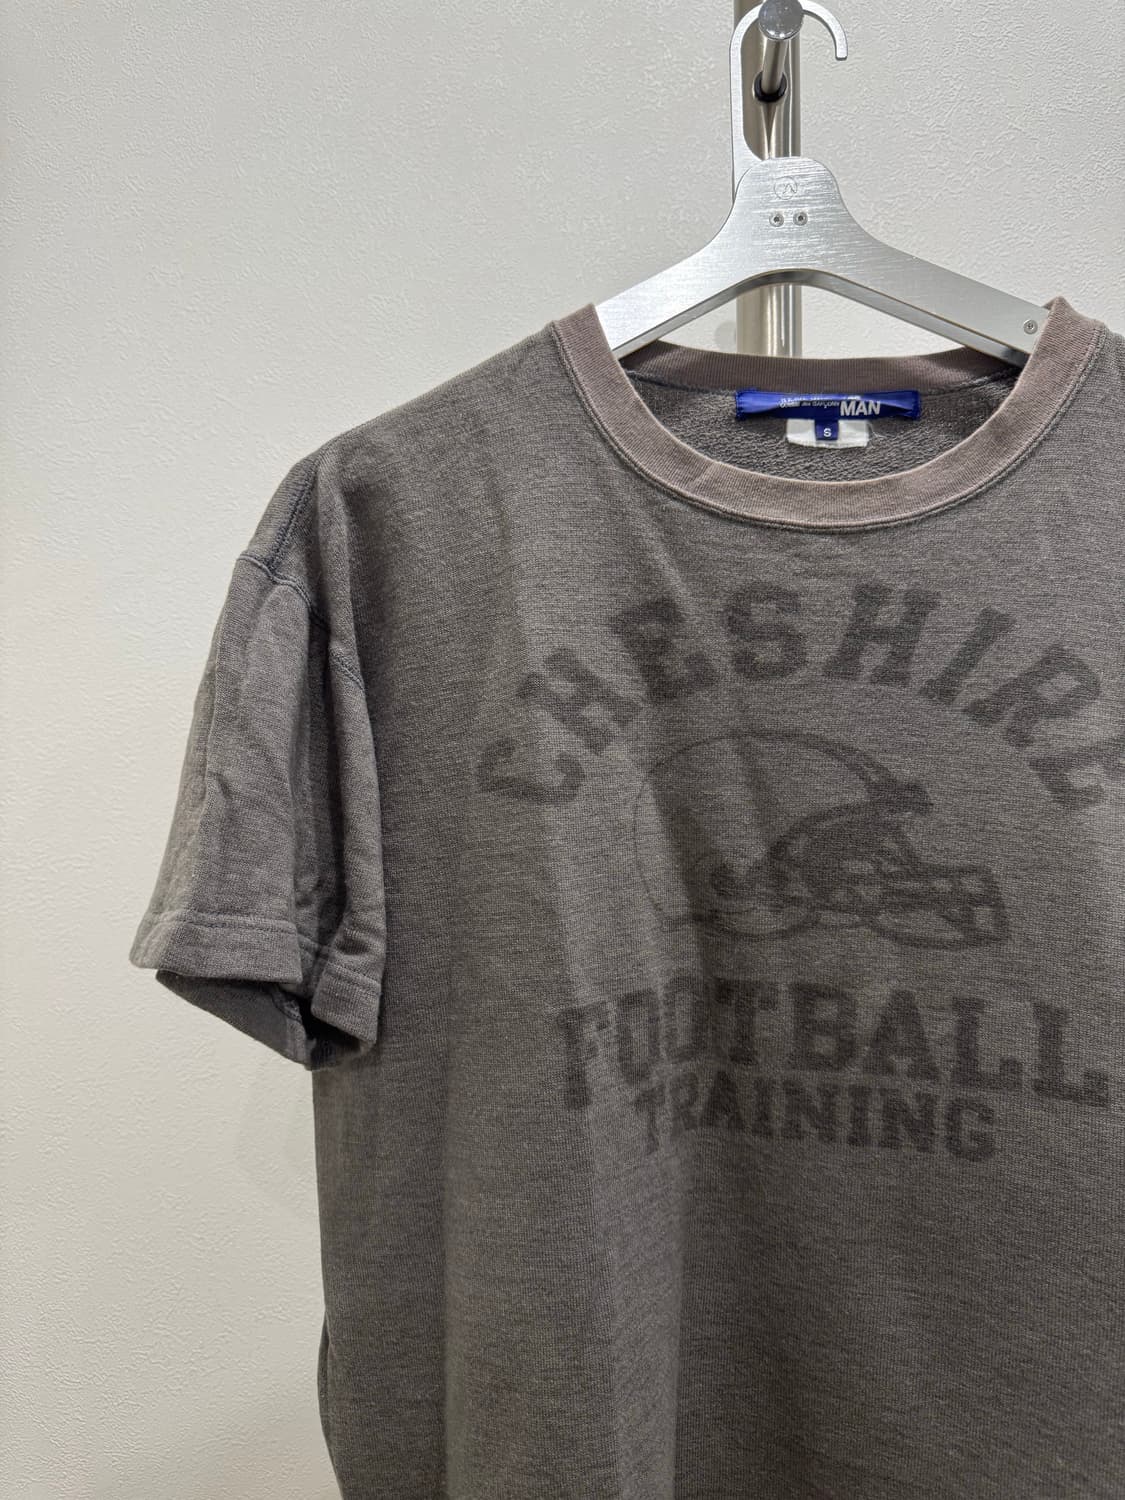 MAN
S
CHESHIRE
FOOTBALL
TRAINING